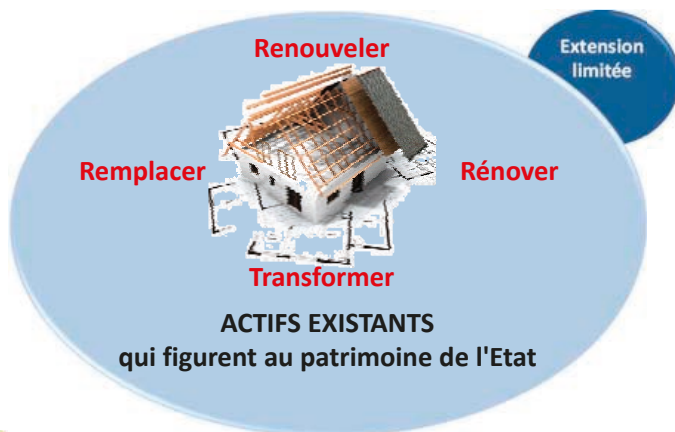 Renouveler
Extension
limitée
Remplacer
Rénover
Transformer
ACTIFS EXISTANTS
qui figurent au patrimoine de l'Etat